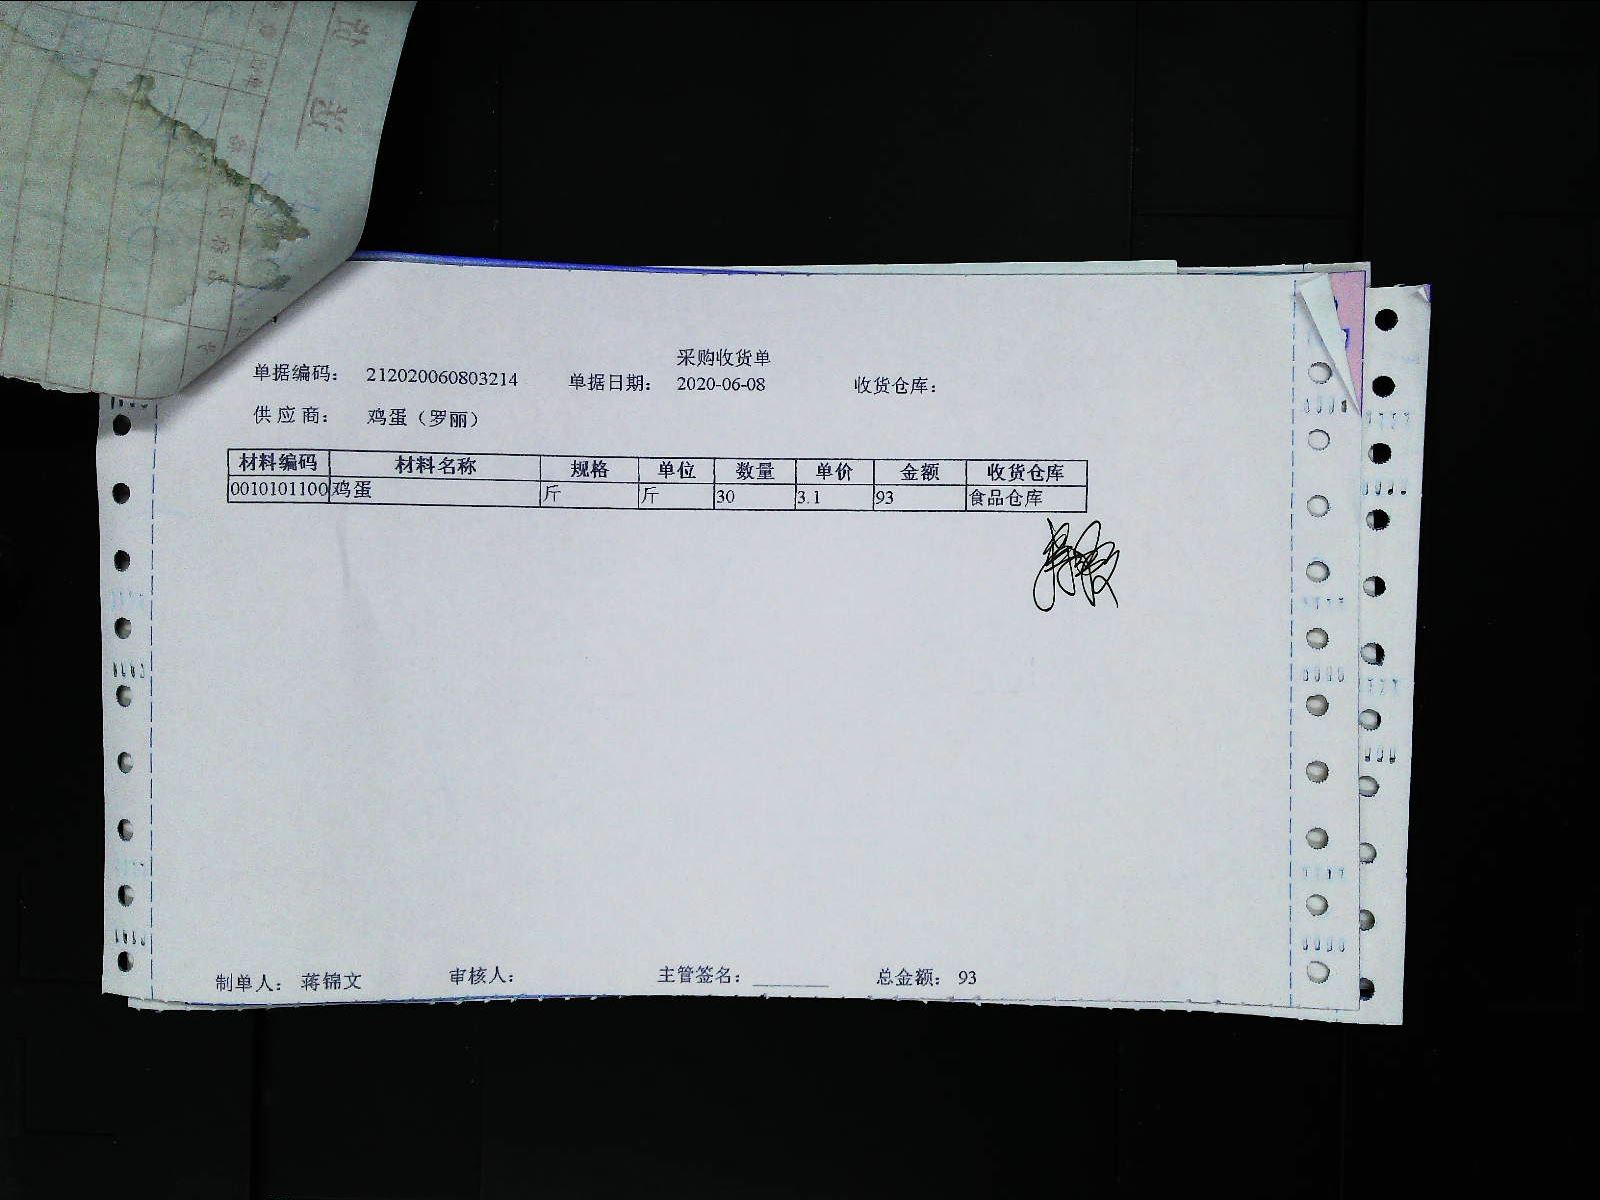 采购收货单
单据编码： 212020060803214 单据日期： 2020-06-08 收货仓库：
供应商： 鸡蛋（罗丽）
材料编码 材料名称 规格 单位 数量 单价 金额 收货仓库
0010101100 鸡蛋 斤 斤 30 3.1 93 食品仓库
制单人： 蒋锦文 审核人： 主管签名：_______ 总金额： 93